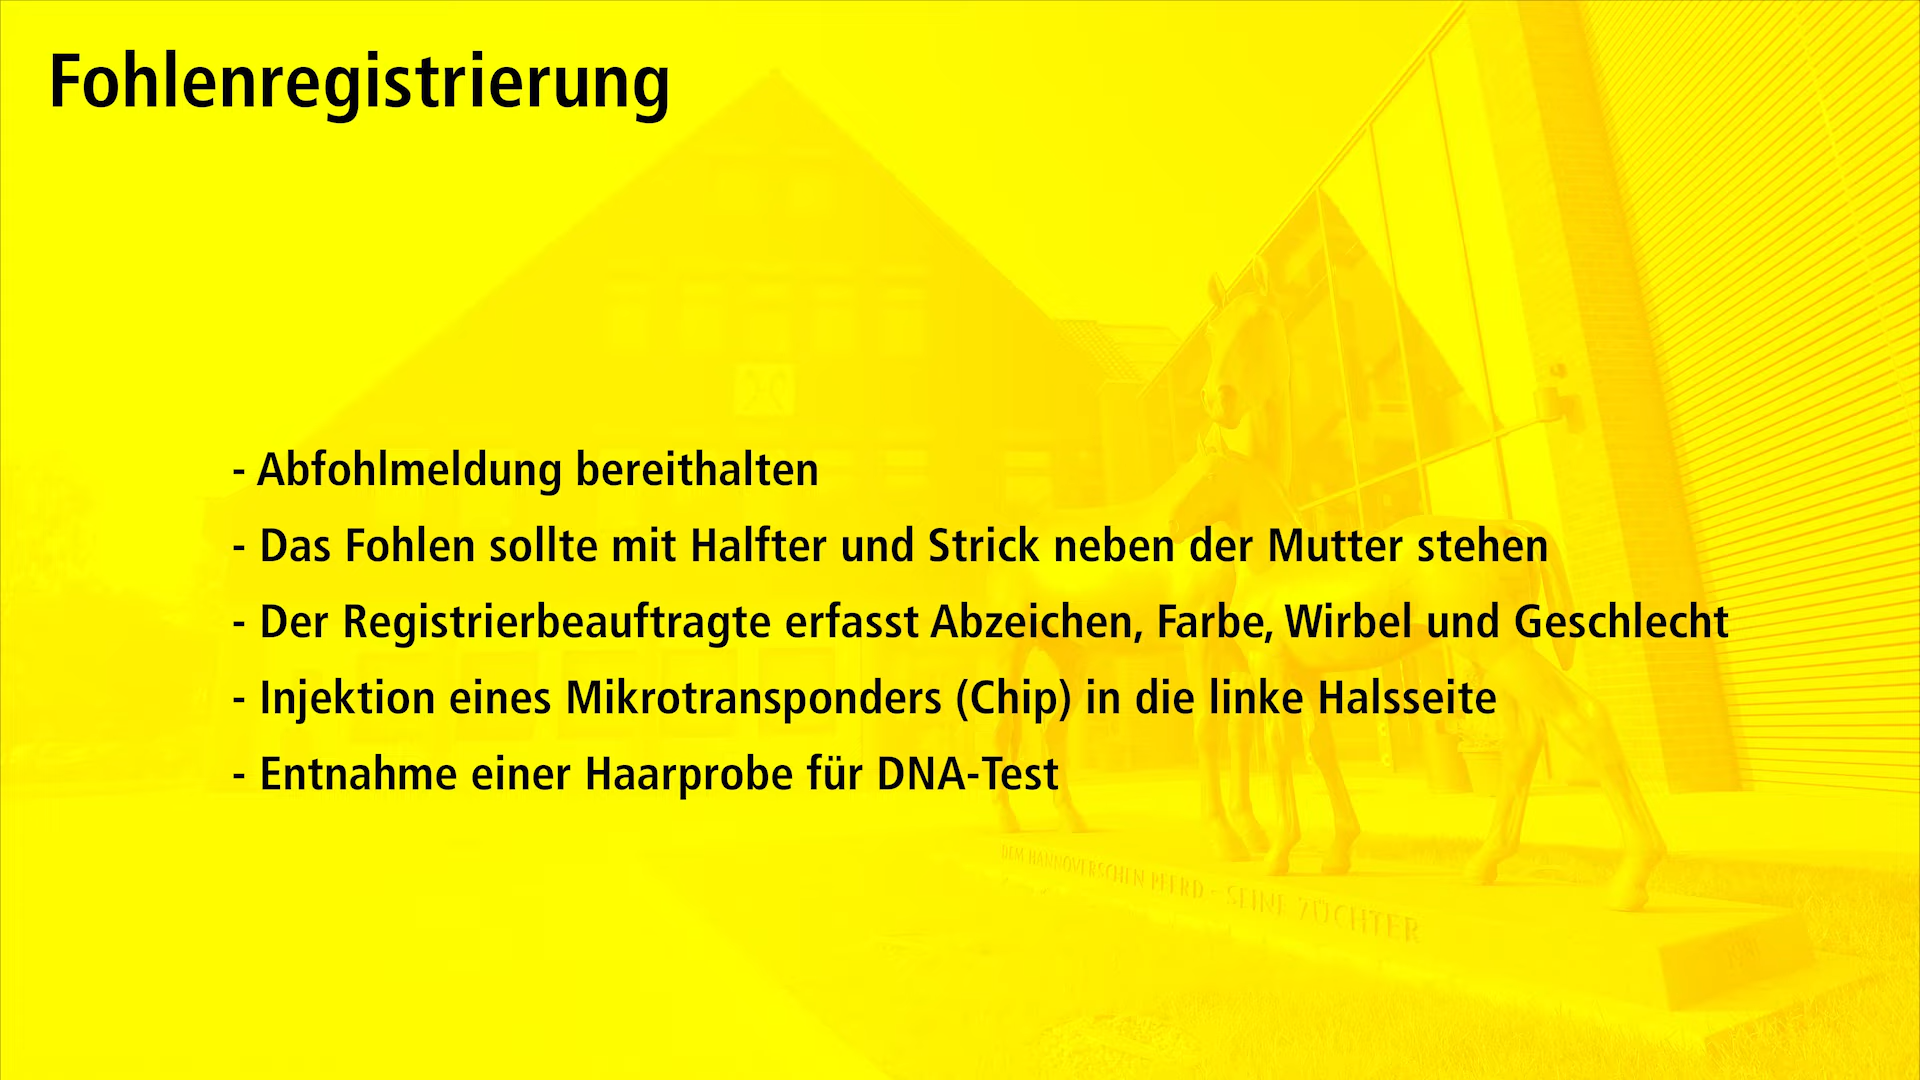 Fohlenregistrierung
- Abfohlmeldung bereithalten
- Das Fohlen sollte mit Halfter und Strick neben der Mutter stehen
- Der Registrierbeauftragte erfasst Abzeichen, Farbe, Wirbel und Geschlecht
- Injektion eines Mikrotransponders (Chip) in die linke Halsseite
- Entnahme einer Haarprobe für DNA-Test
DEM HANNOVERSCHEN PFERD - SEINE ZÜCHTER